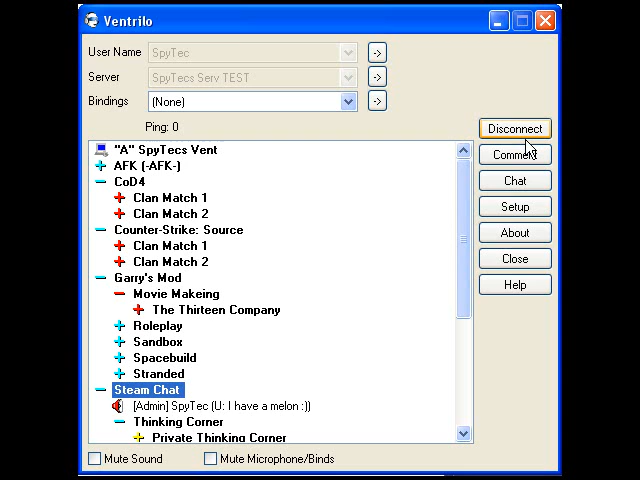 Ventrilo
User Name SpyTec ->
Server SpyTecs Serv TEST ->
Bindings (None) ->
Ping: 0
Disconnect
Comment
Chat
Setup
About
Close
Help
"A" SpyTecs Vent
AFK (-AFK-)
CoD4
Clan Match 1
Clan Match 2
Counter-Strike: Source
Clan Match 1
Clan Match 2
Garry's Mod
Movie Makeing
The Thirteen Company
Roleplay
Sandbox
Spacebuild
Stranded
Steam Chat
[Admin] SpyTec (U: I have a melon :))
Thinking Corner
Private Thinking Corner
Mute Sound Mute Microphone/Binds